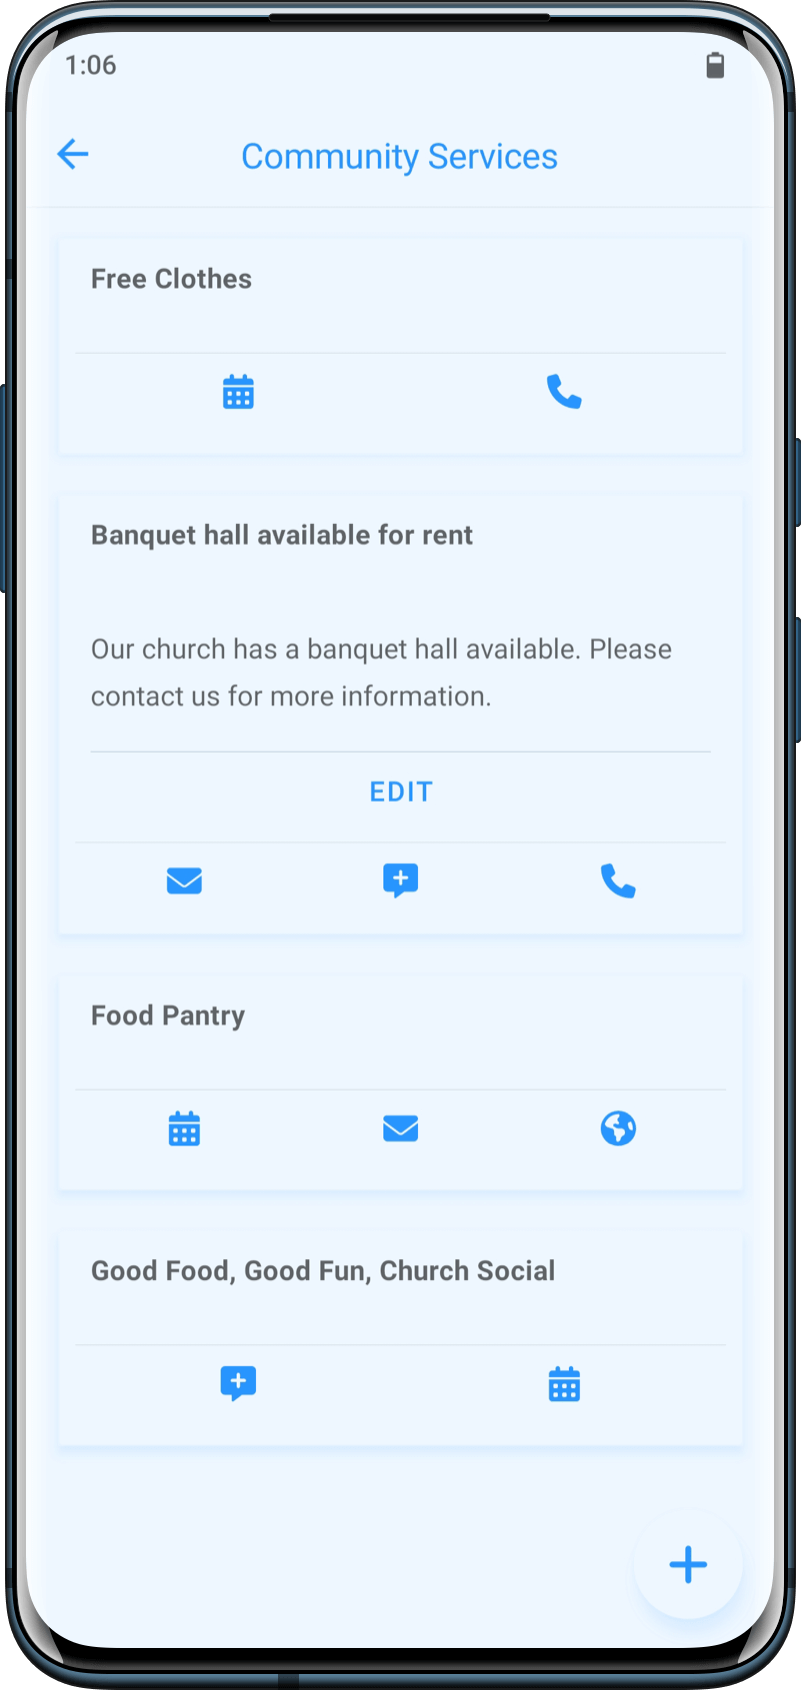 1:06
Community Services
Free Clothes
Banquet hall available for rent
Our church has a banquet hall available. Please
contact us for more information.
EDIT
Food Pantry
Good Food, Good Fun, Church Social